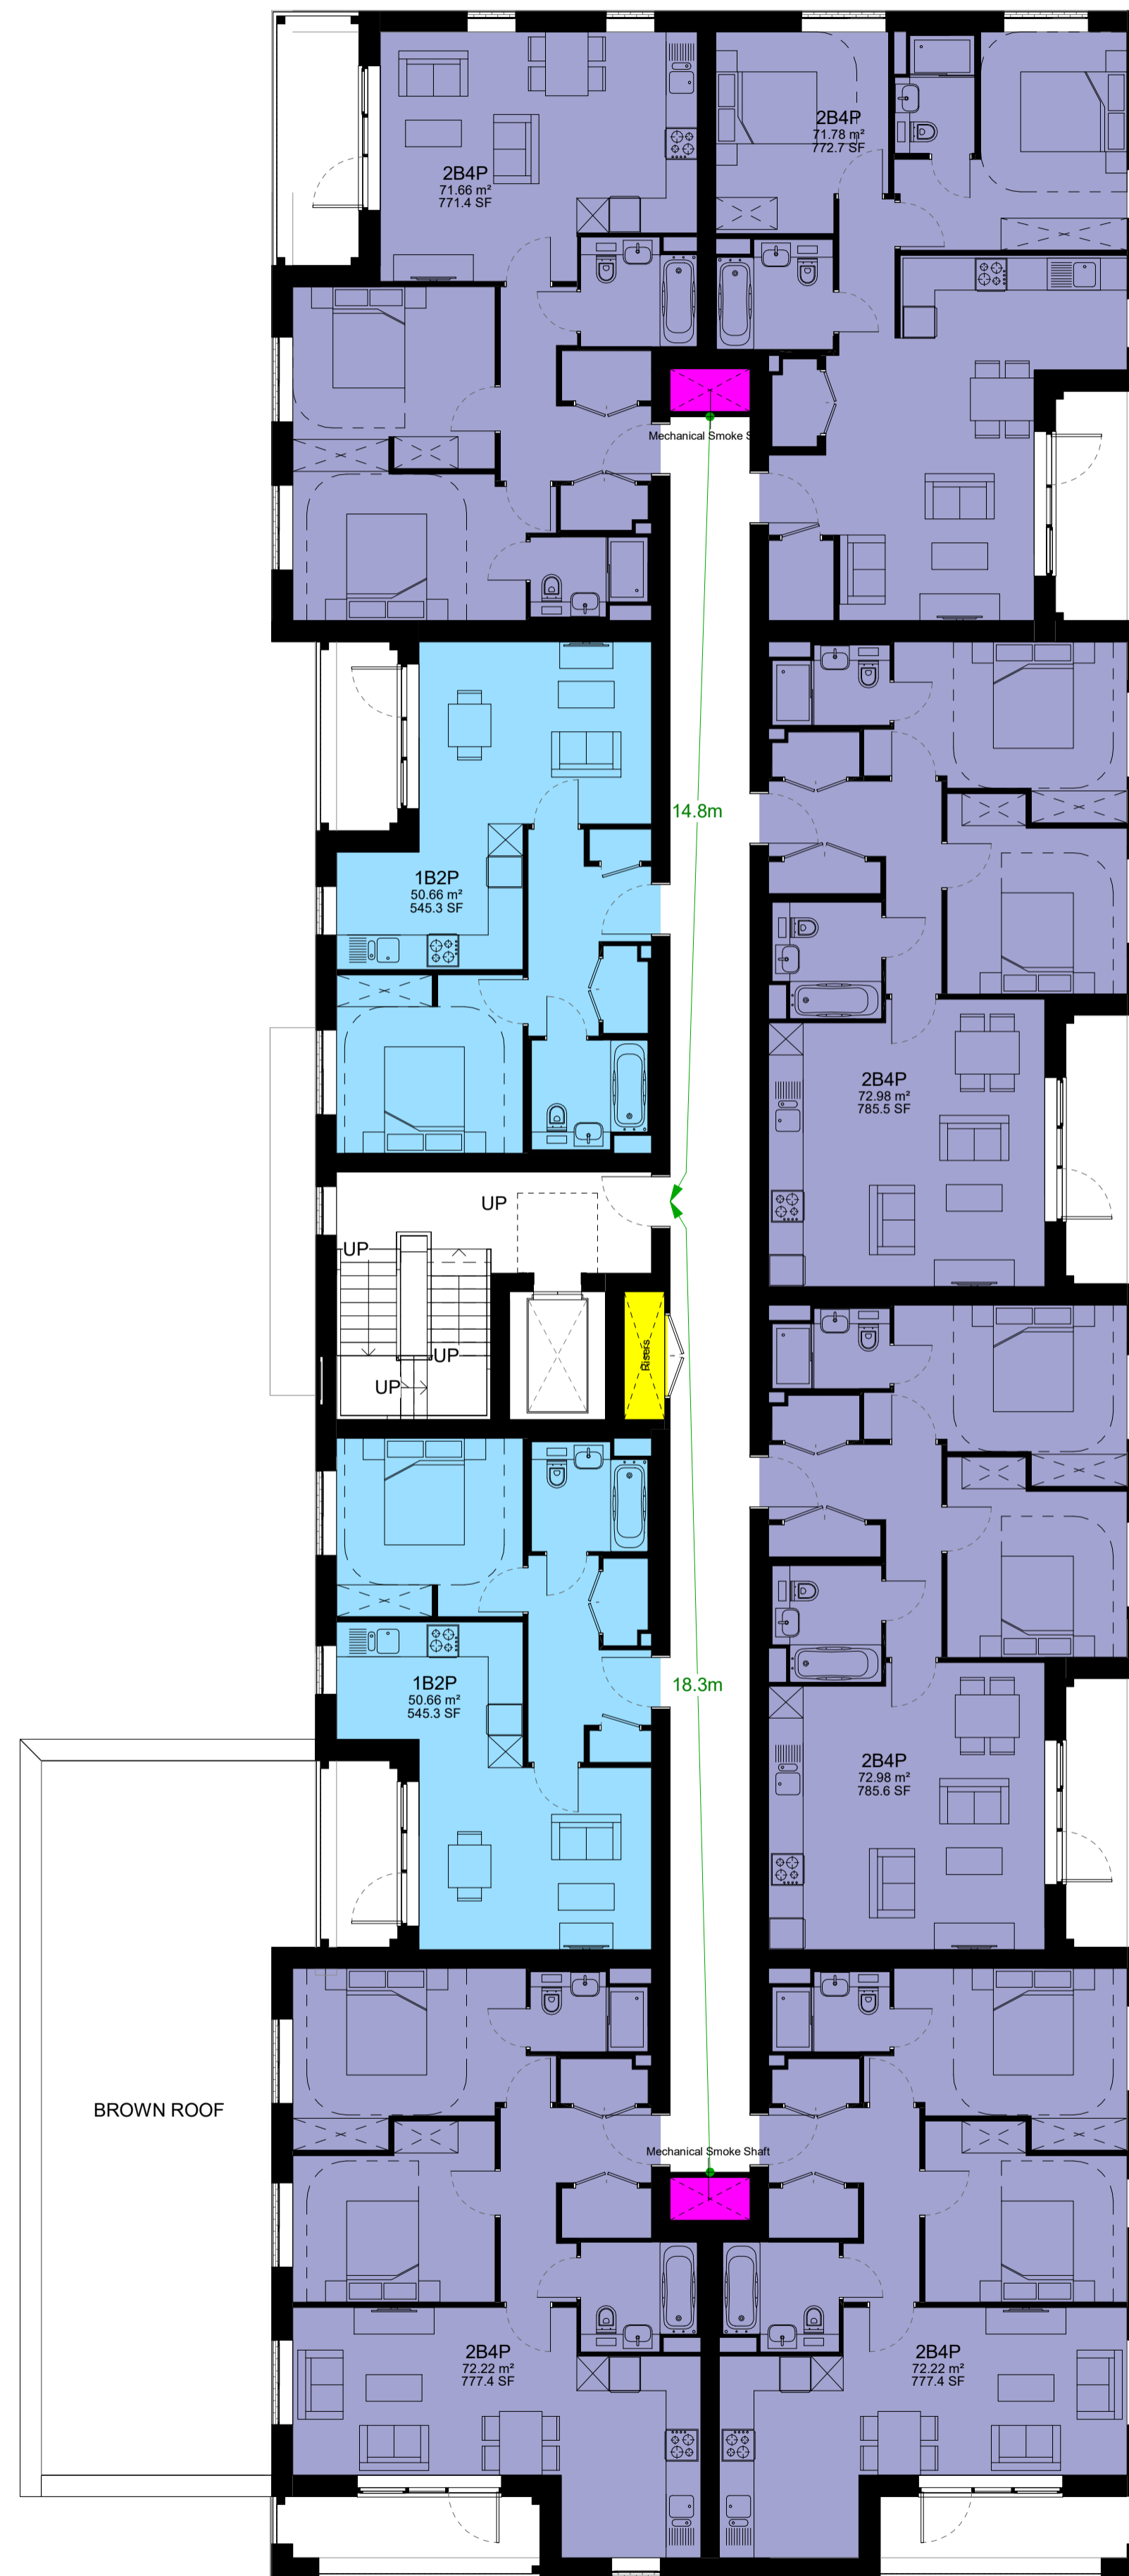 2B4P
71.78 m²
772.7 SF
2B4P
71.66 m²
771.4 SF
Mechanical Smoke S
14.8m
1B2P
50.66 m²
545.3 SF
2B4P
72.98 m²
785.5 SF
UP
UP
UP
UP
Risers
18.3m
1B2P
50.66 m²
545.3 SF
2B4P
72.98 m²
785.6 SF
BROWN ROOF
Mechanical Smoke Shaft
2B4P
72.22 m²
777.4 SF
2B4P
72.22 m²
777.4 SF